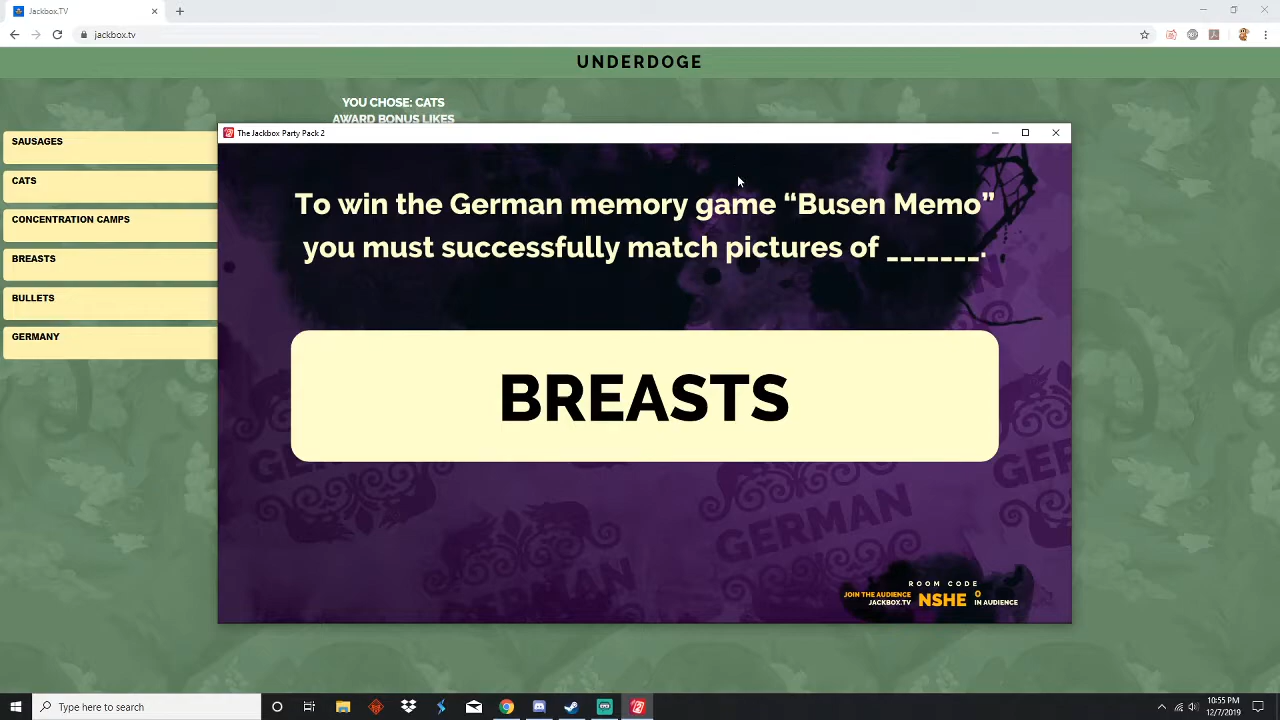 Jackbox.TV
jackbox.tv
UNDERDOGE
YOU CHOSE: CATS
AWARD BONUS LIKES
SAUSAGES
CATS
CONCENTRATION CAMPS
BREASTS
BULLETS
GERMANY
The Jackbox Party Pack 2
To win the German memory game “Busen Memo”
you must successfully match pictures of _______.
BREASTS
GERMAN
GERMAN
ROOM CODE
JOIN THE AUDIENCE
JACKBOX.TV
NSHE
0
IN AUDIENCE
Type here to search
10:55 PM
12/7/2019